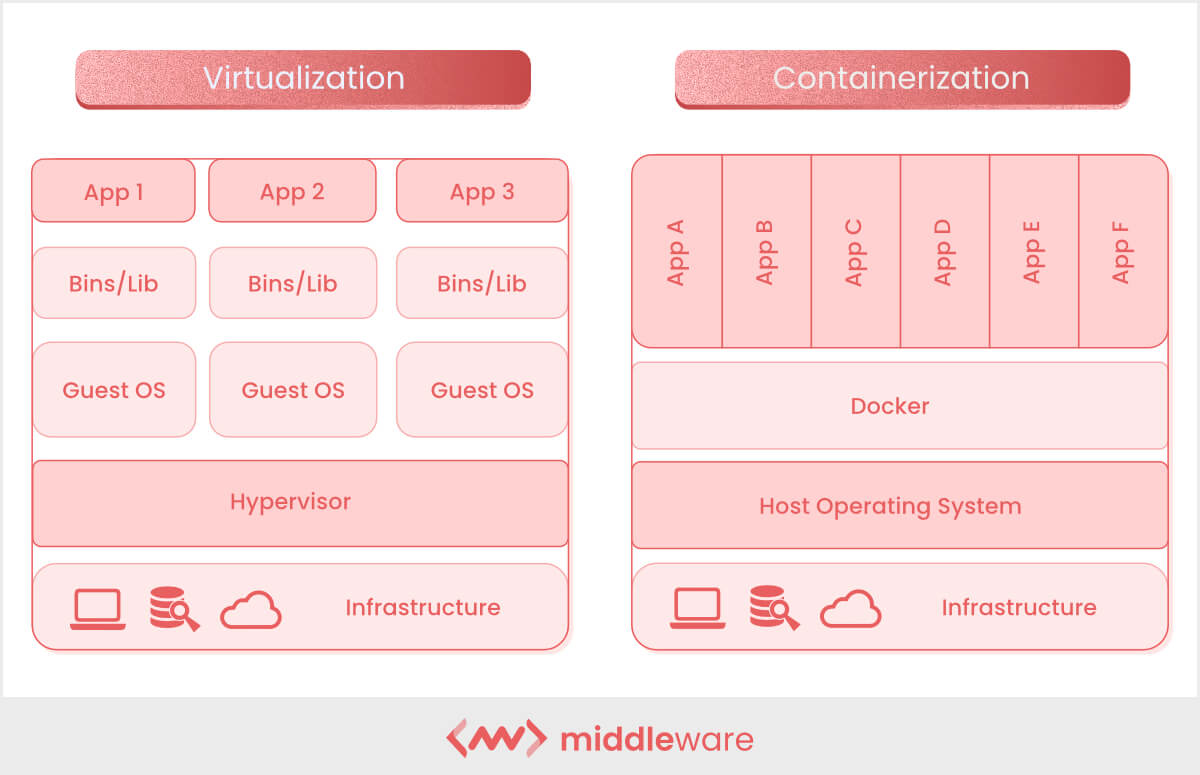 Virtualization
App 1
App 2
App 3
Bins/Lib
Bins/Lib
Bins/Lib
Guest OS
Guest OS
Guest OS
Hypervisor
Infrastructure
Containerization
App A
App B
App C
App D
App E
App F
Docker
Host Operating System
Infrastructure
middleware